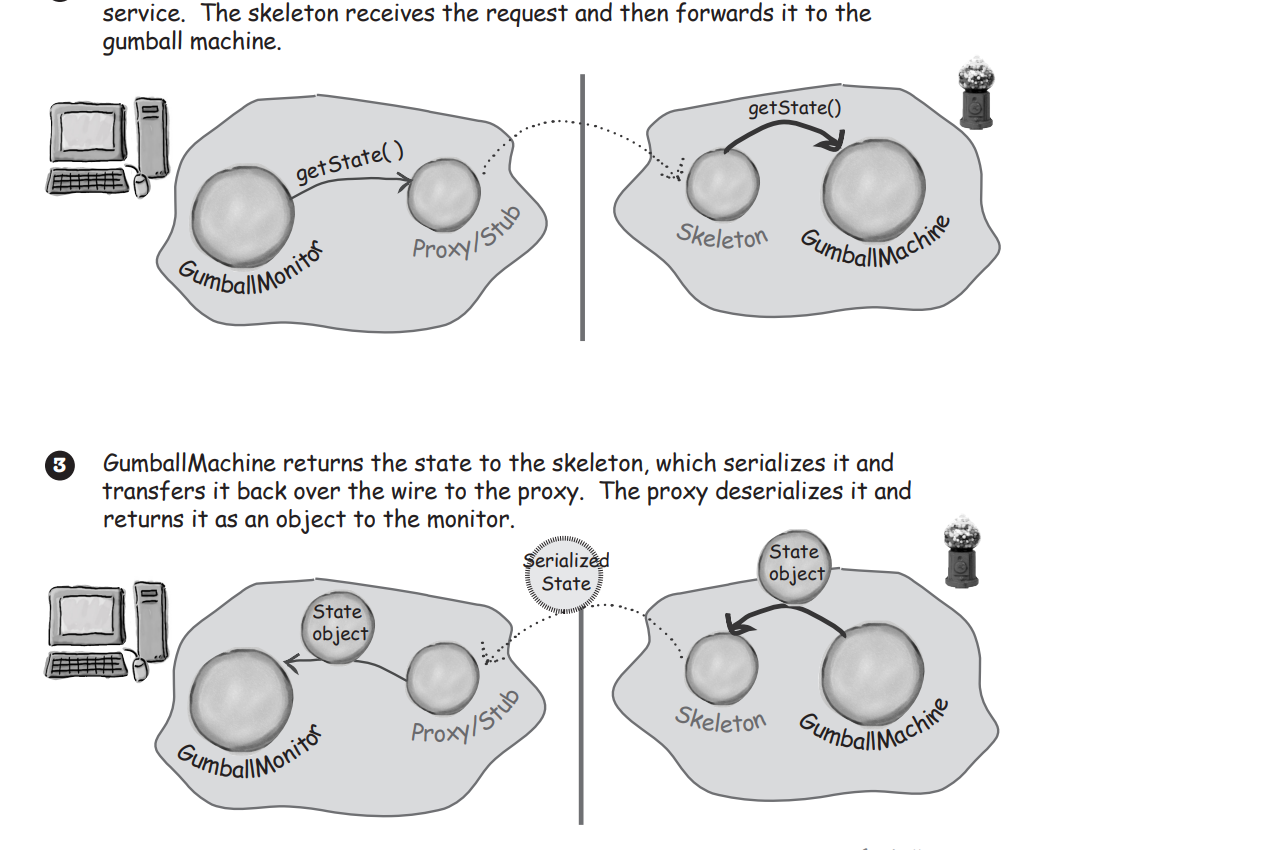 service. The skeleton receives the request and then forwards it to the
gumball machine.
getState()
getState( )
GumballMonitor
Proxy/Stub
Skeleton
GumballMachine
3
GumballMachine returns the state to the skeleton, which serializes it and
transfers it back over the wire to the proxy. The proxy deserializes it and
returns it as an object to the monitor.
Serialized
State
State
object
State
object
GumballMonitor
Proxy/Stub
Skeleton
GumballMachine